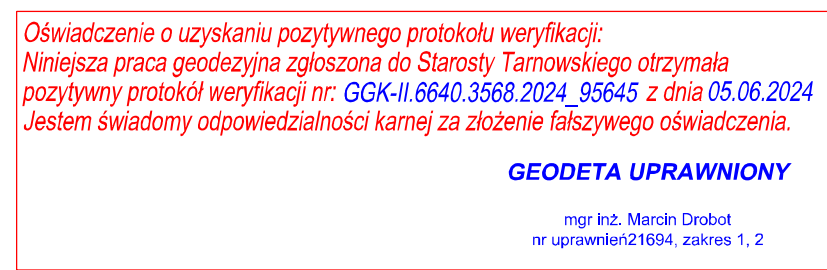 Oświadczenie o uzyskaniu pozytywnego protokołu weryfikacji:
Niniejsza praca geodezyjna zgłoszona do Starosty Tarnowskiego otrzymała
pozytywny protokół weryfikacji nr: GGK-II.6640.3568.2024_95645 z dnia 05.06.2024
Jestem świadomy odpowiedzialności karnej za złożenie fałszywego oświadczenia.
GEODETA UPRAWNIONY
mgr inż. Marcin Drobot
nr uprawnień21694, zakres 1, 2